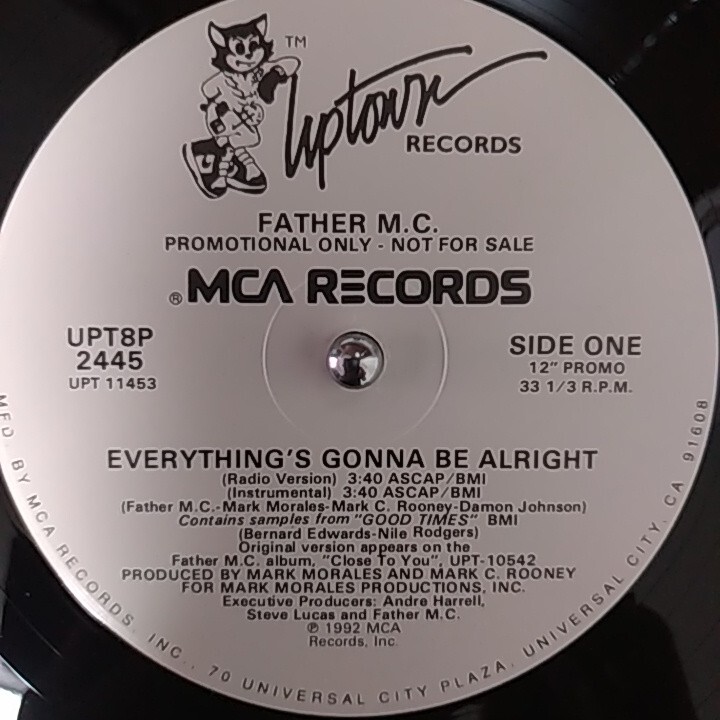 TM
Uptown
RECORDS
FATHER M.C.
PROMOTIONAL ONLY - NOT FOR SALE
® MCA RECORDS
UPT8P
2445
UPT 11453
SIDE ONE
12" PROMO
33 1/3 R.P.M.
EVERYTHING'S GONNA BE ALRIGHT
(Radio Version) 3:40 ASCAP/BMI
(Instrumental) 3:40 ASCAP/BMI
(Father M.C.-Mark Morales-Mark C. Rooney-Damon Johnson)
Contains samples from "GOOD TIMES" BMI
(Bernard Edwards-Nile Rodgers)
Original version appears on the
Father M.C. album, "Close To You", UPT-10542
PRODUCED BY MARK MORALES AND MARK C. ROONEY
FOR MARK MORALES PRODUCTIONS, INC.
Executive Producers: Andre Harrell,
Steve Lucas and Father M.C.
℗ 1992 MCA
Records, Inc.
MFD. BY MCA RECORDS, INC., 70 UNIVERSAL CITY PLAZA, UNIVERSAL CITY, CA 91608